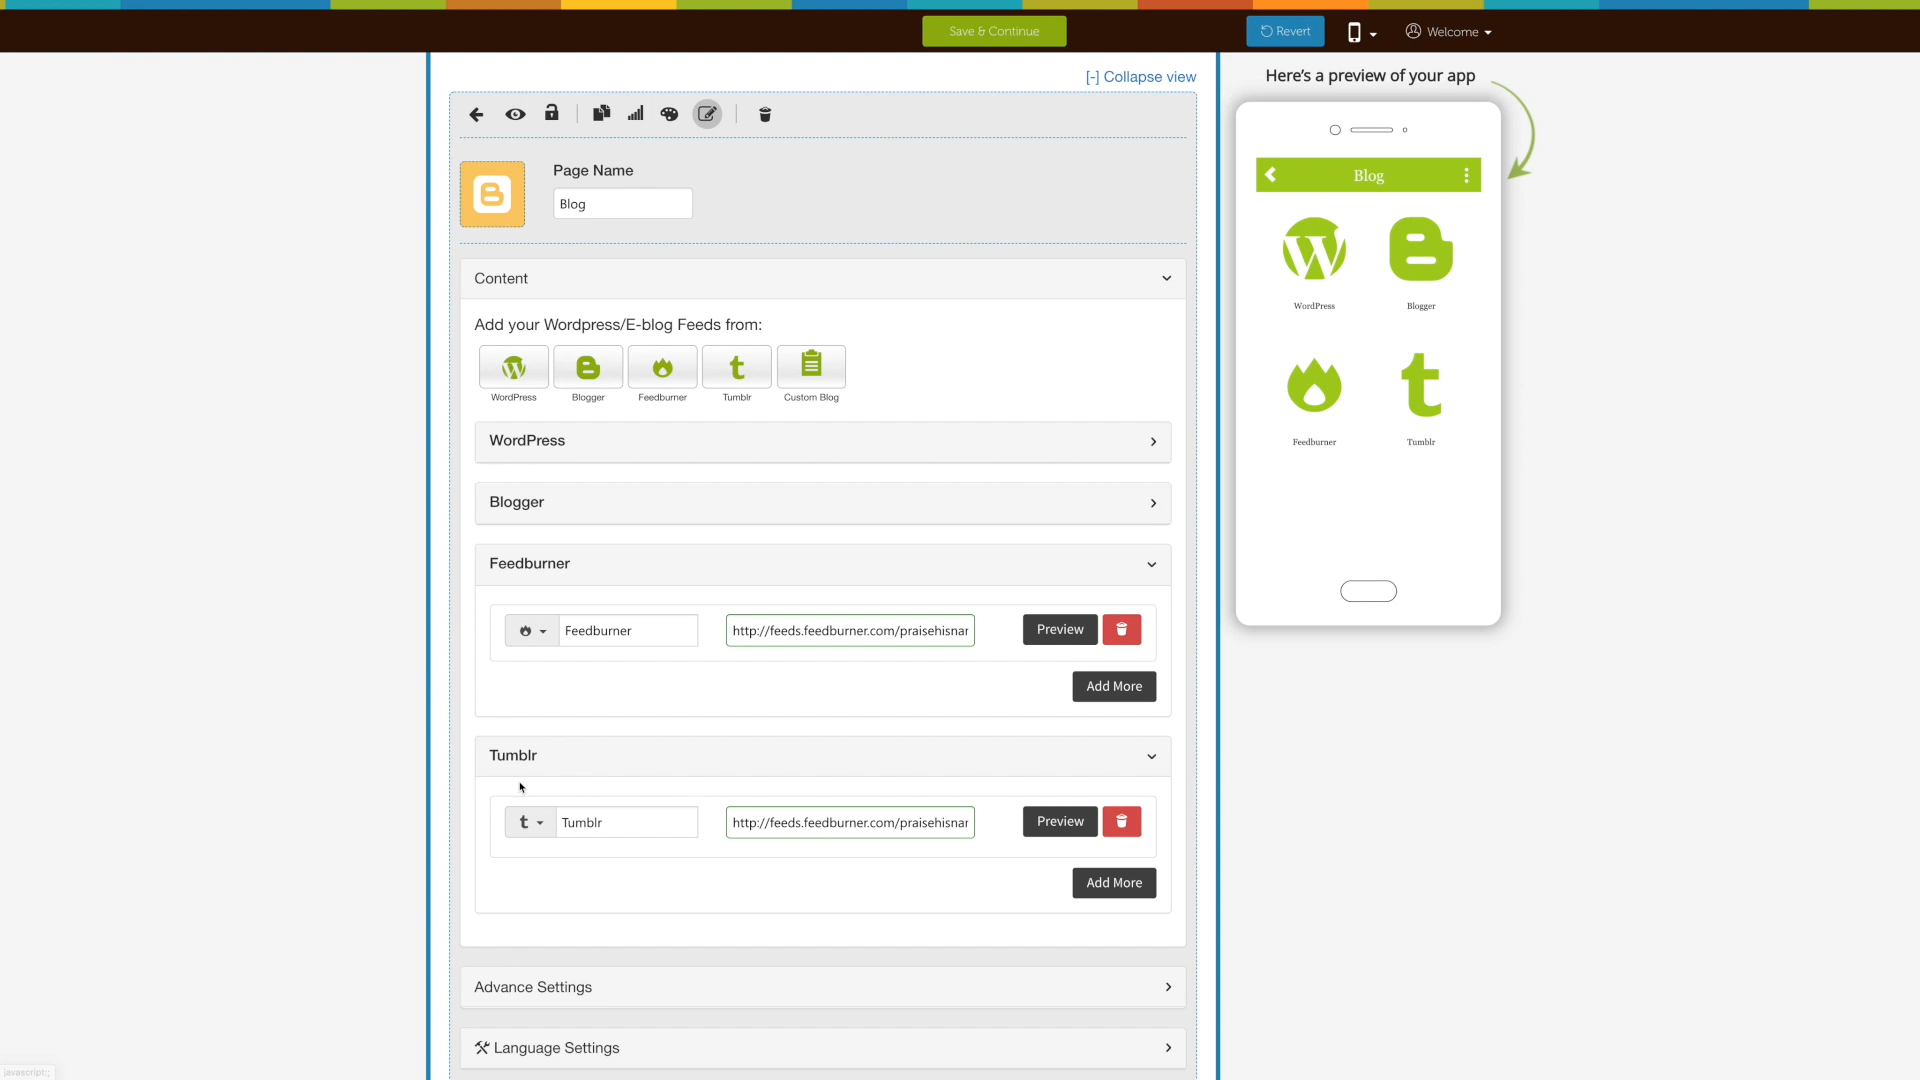 Save & Continue
Revert
Welcome
[-] Collapse view
Here's a preview of your app
Page Name
Blog
Blog
WordPress
Blogger
Feedburner
Tumblr
Content
Add your Wordpress/E-blog Feeds from:
WordPress
Blogger
Feedburner
Tumblr
Custom Blog
WordPress
Blogger
Feedburner
Feedburner
http://feeds.feedburner.com/praisehisnar
Preview
Add More
Tumblr
Tumblr
http://feeds.feedburner.com/praisehisnar
Preview
Add More
Advance Settings
Language Settings
javascript:;